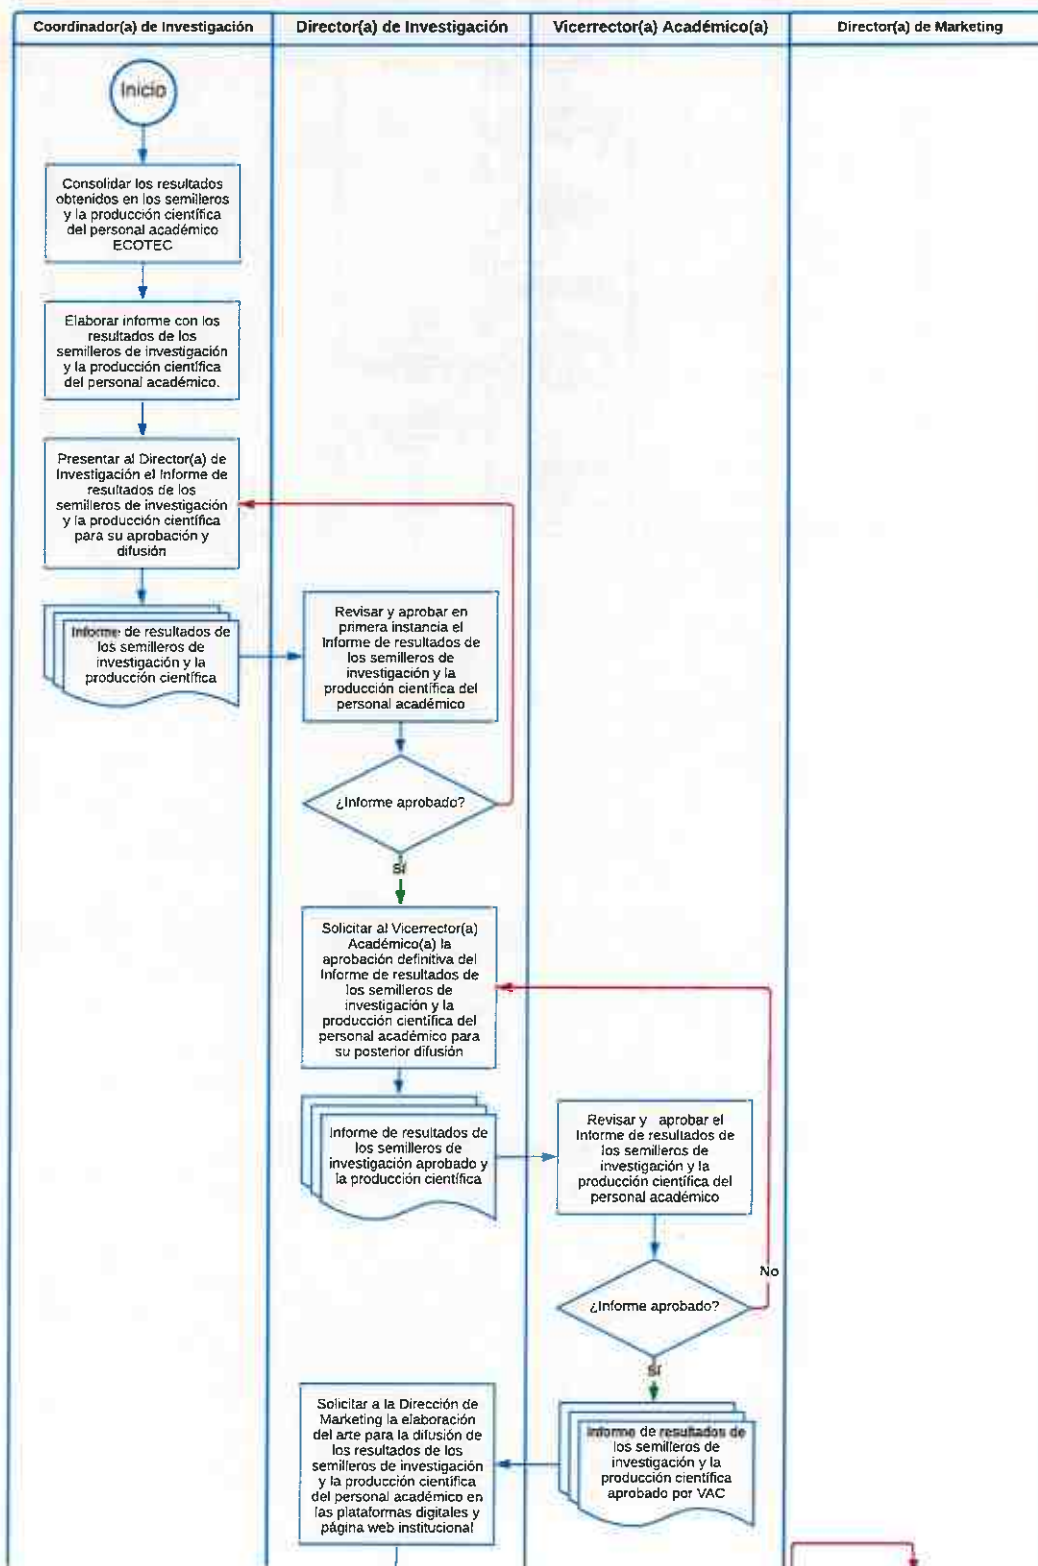 Coordinador(a) de Investigación
Director(a) de Investigación
Vicerrector(a) Académico(a)
Director(a) de Marketing
Inicio
Consolidar los resultados
obtenidos en los semilleros
y la producción científica
del personal académico
ECOTEC
Elaborar informe con los
resultados de los
semilleros de investigación
y la producción científica
del personal académico.
Presentar al Director(a) de
Investigación el Informe de
resultados de los
semilleros de investigación
y la producción científica
para su aprobación y
difusión
Informe de resultados de
los semilleros de
investigación y la
producción científica
Revisar y aprobar en
primera instancia el
Informe de resultados de
los semilleros de
investigación y la
producción científica del
personal académico
¿Informe aprobado?
Sí
Solicitar al Vicerrector(a)
Académico(a) la
aprobación definitiva del
Informe de resultados de
los semilleros de
investigación y la
producción científica del
personal académico para
su posterior difusión
Informe de resultados de
los semilleros de
investigación aprobado y
la producción científica
Revisar y aprobar el
Informe de resultados de
los semilleros de
investigación y la
producción científica del
personal académico
No
¿Informe aprobado?
Sí
Informe de resultados de
los semilleros de
investigación y la
producción científica
aprobado por VAC
Solicitar a la Dirección de
Marketing la elaboración
del arte para la difusión de
los resultados de los
semilleros de investigación
y la producción científica
del personal académico en
las plataformas digitales y
página web institucional